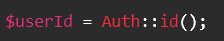 $userId = Auth::id();